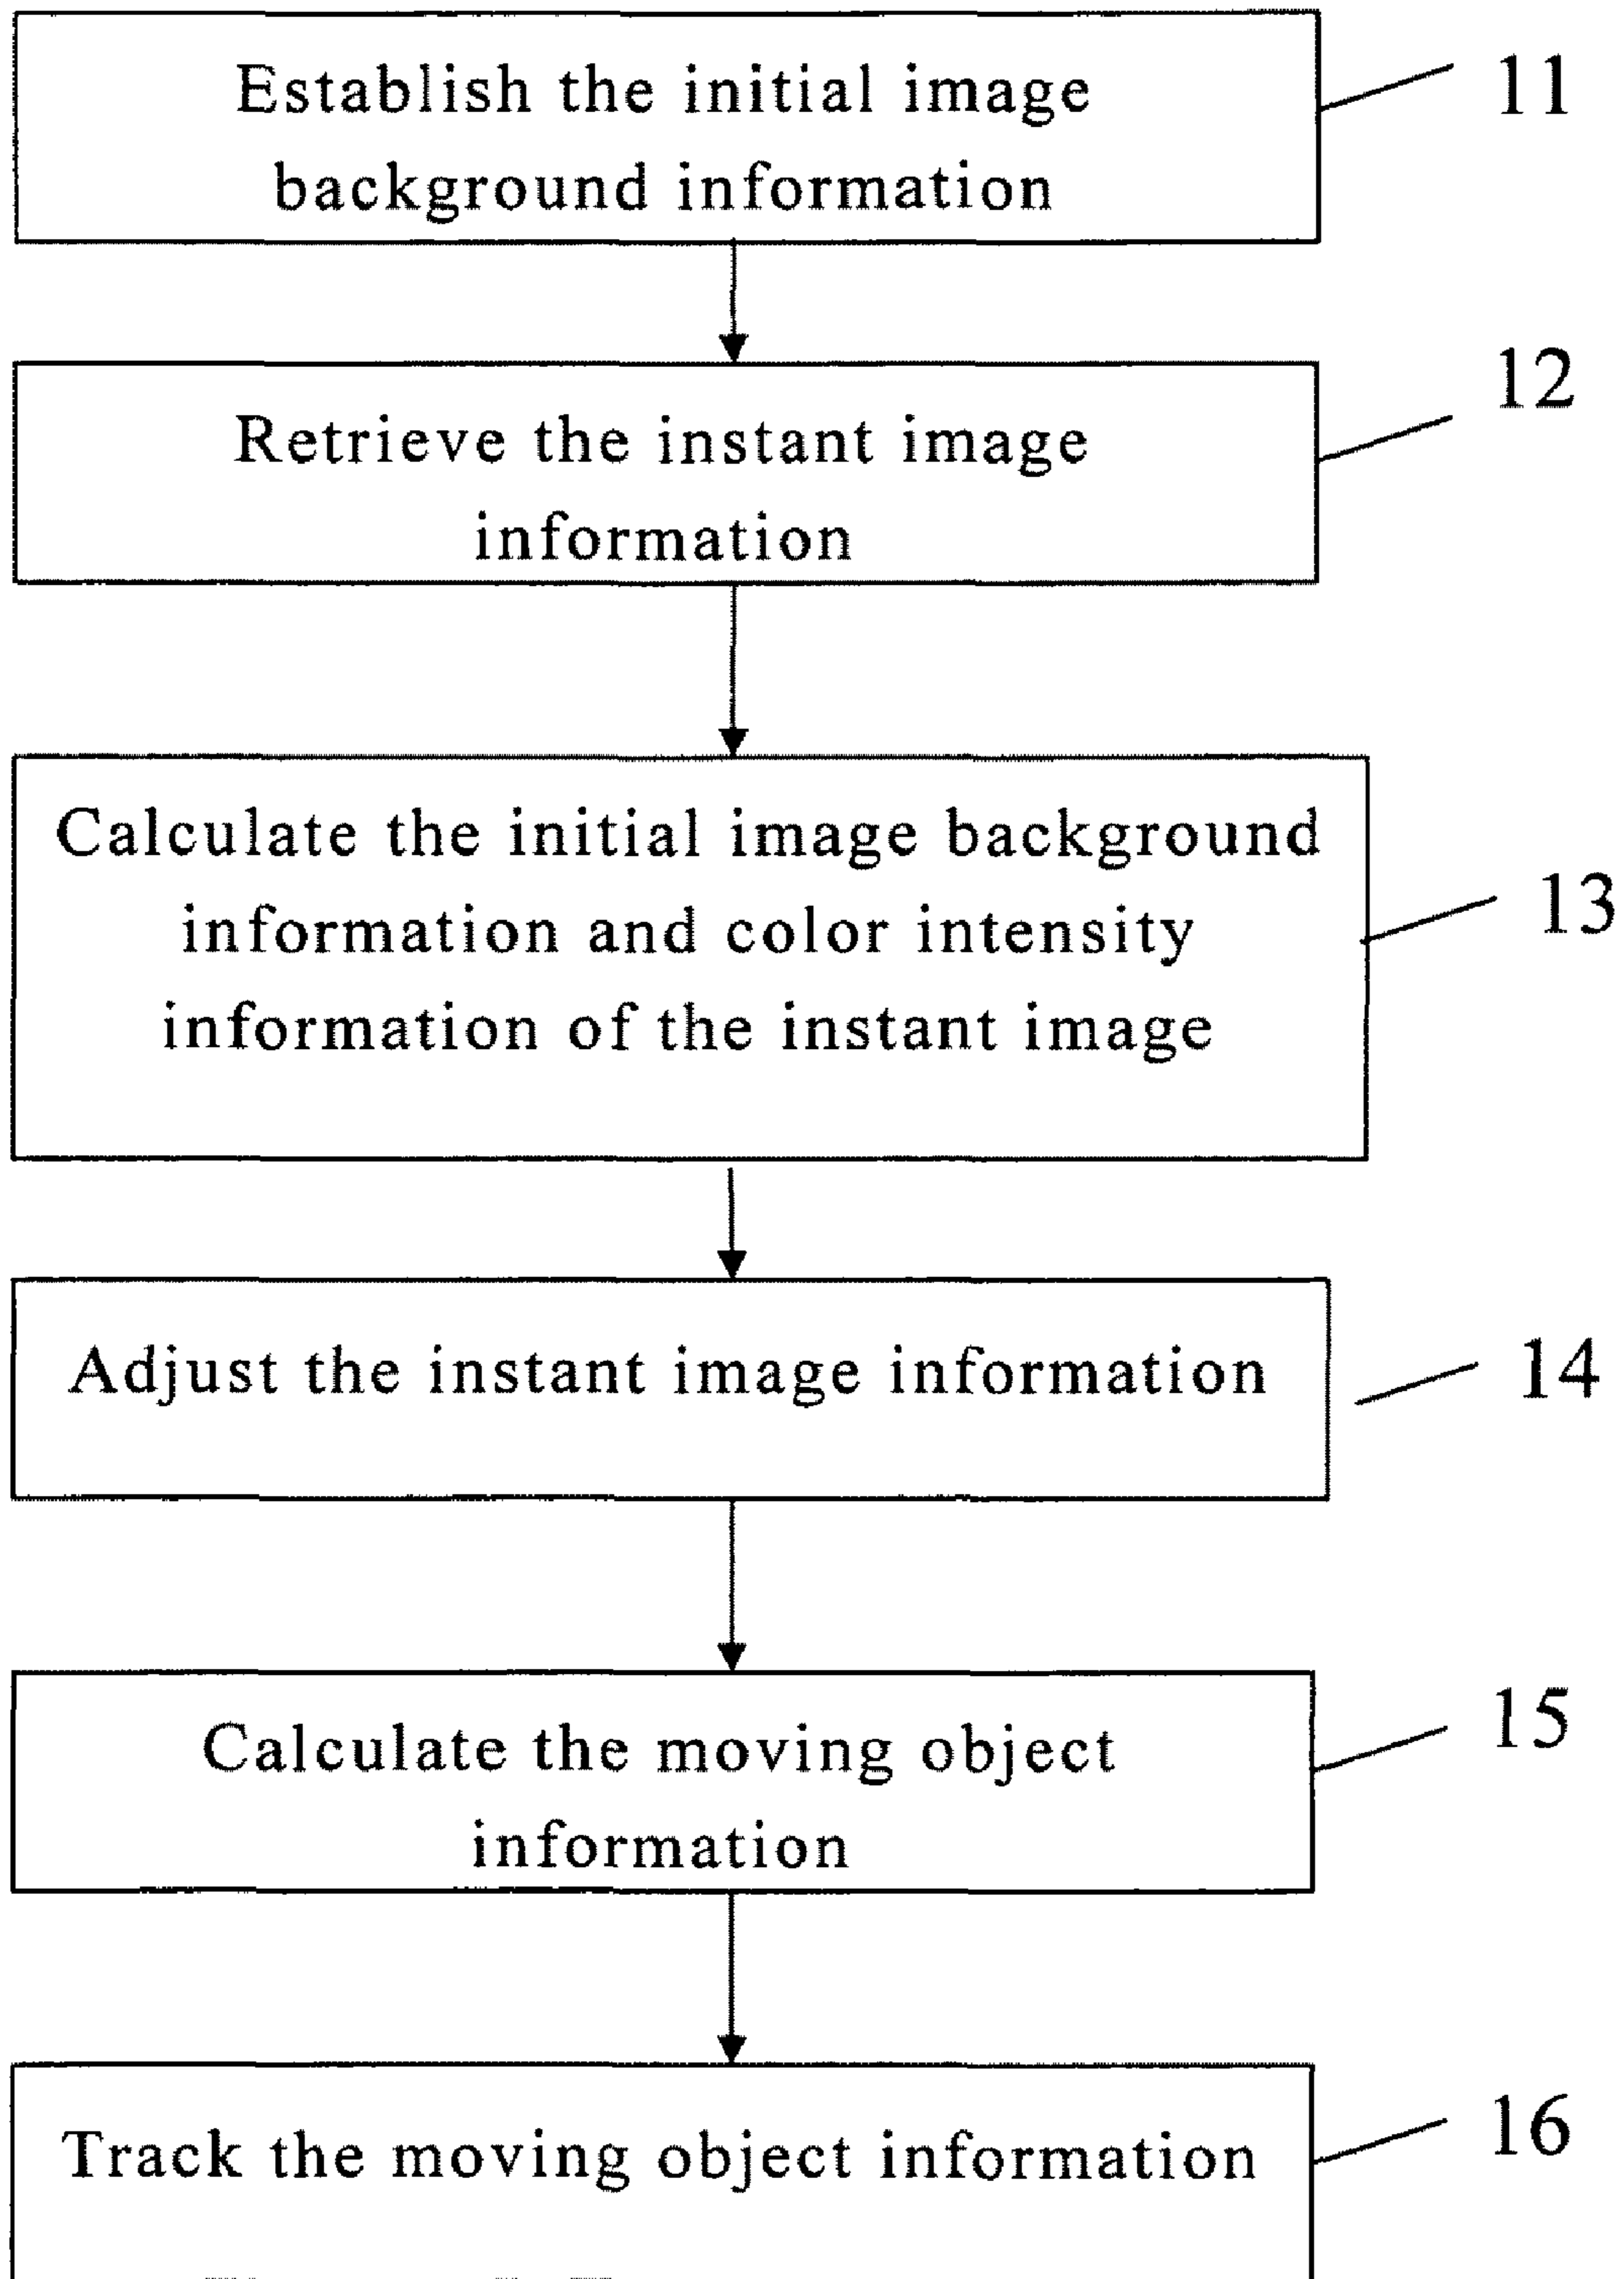 Establish the initial image
background information
11
Retrieve the instant image
information
12
Calculate the initial image background
information and color intensity
information of the instant image
13
Adjust the instant image information
14
Calculate the moving object
information
15
Track the moving object information
16